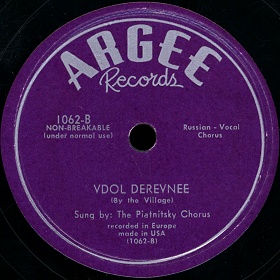 ARGEE
Records
1062-B
NON-BREAKABLE
(under normal use)
Russian - Vocal
Chorus
VDOL DEREVNEE
(By the Village)
Sung by: The Piatnitsky Chorus
recorded in Europe
made in USA
(1062-B)